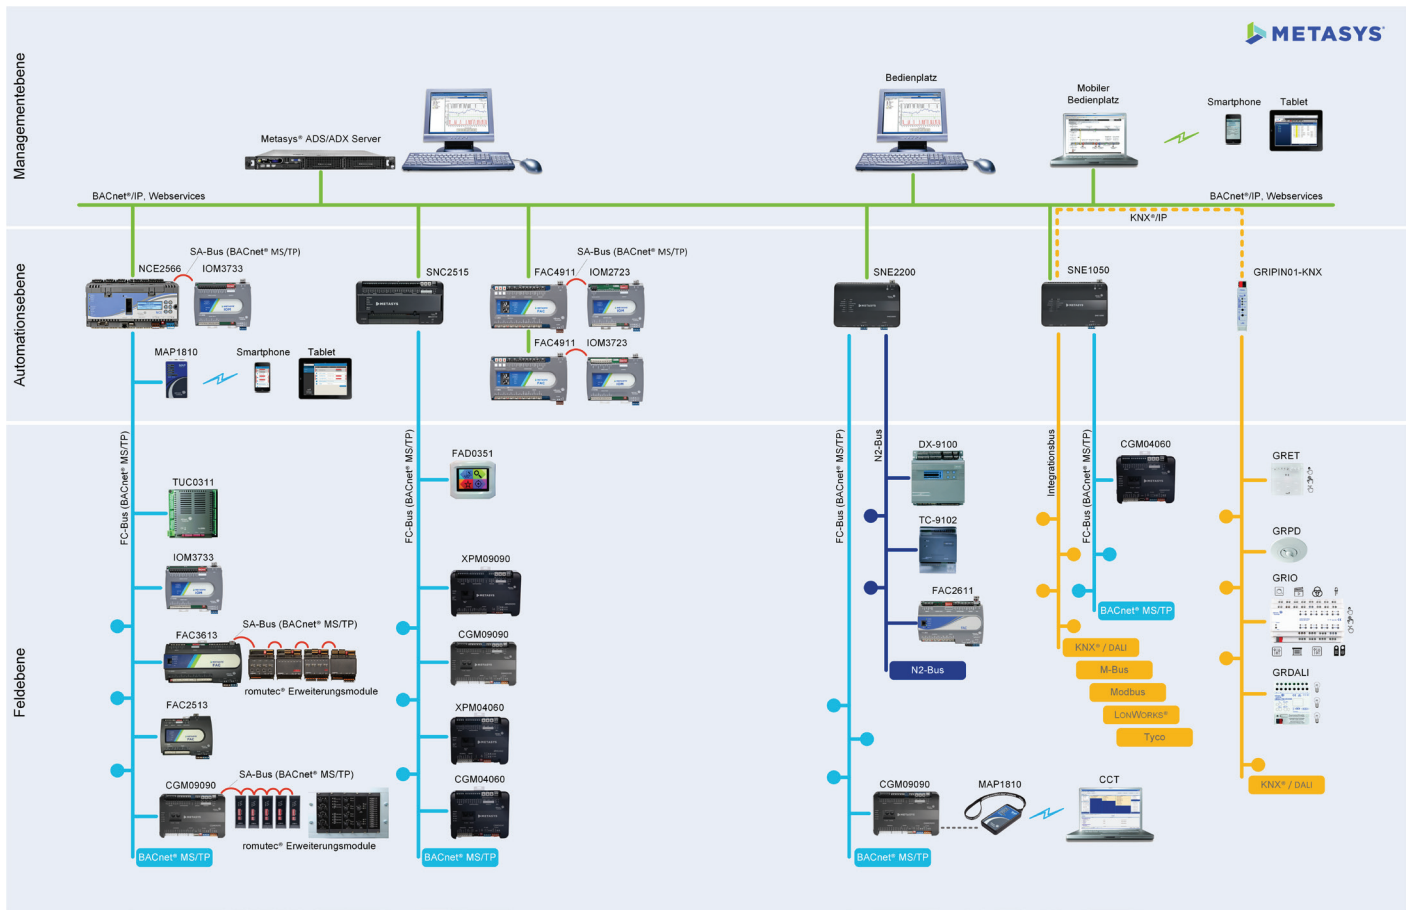 METASYS®
Managementebene
Metasys® ADS/ADX Server
Bedienplatz
Mobiler
Bedienplatz
Smartphone
Tablet
BACnet®/IP, Webservices
BACnet®/IP, Webservices
KNX®/IP
Automationsebene
SA-Bus (BACnet® MS/TP)
NCE2566
IOM3733
SNC2515
SA-Bus (BACnet® MS/TP)
FAC4911
IOM2723
SNE2200
SNE1050
GRIPIN01-KNX
METASYS
METASYS
METASYS
FAC4911
IOM3723
MAP1810
Smartphone
Tablet
Feldebene
FC-Bus (BACnet® MS/TP)
TUC0311
IOM3733
SA-Bus (BACnet® MS/TP)
FAC3613
romutec® Erweiterungsmodule
FAC2513
SA-Bus (BACnet® MS/TP)
CGM09090
romutec® Erweiterungsmodule
BACnet® MS/TP
FC-Bus (BACnet® MS/TP)
FAD0351
XPM09090
CGM09090
XPM04060
CGM04060
BACnet® MS/TP
FC-Bus (BACnet® MS/TP)
N2-Bus
DX-9100
TC-9102
FAC2611
N2-Bus
CGM09090
MAP1810
CCT
BACnet® MS/TP
Integrationsbus
FC-Bus (BACnet® MS/TP)
CGM04060
BACnet® MS/TP
KNX® / DALI
M-Bus
Modbus
LONWORKS®
Tyco
GRET
GRPD
GRIO
GRDALI
KNX® / DALI